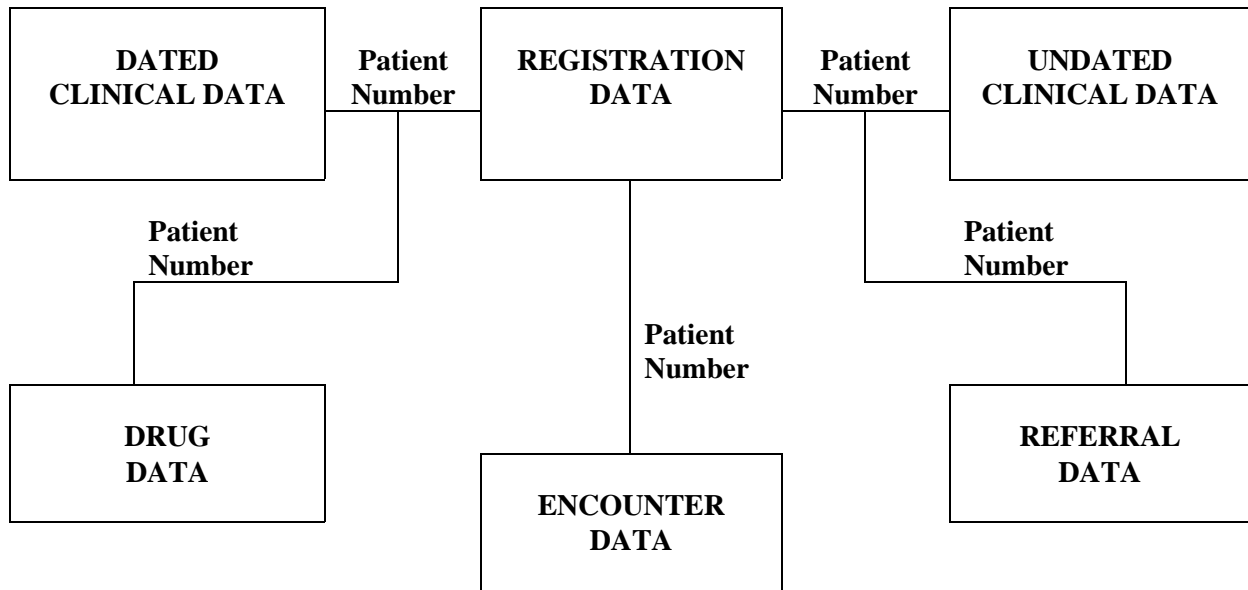 DATED
CLINICAL DATA
Patient
Number
REGISTRATION
DATA
Patient
Number
UNDATED
CLINICAL DATA
Patient
Number
Patient
Number
Patient
Number
DRUG
DATA
ENCOUNTER
DATA
REFERRAL
DATA